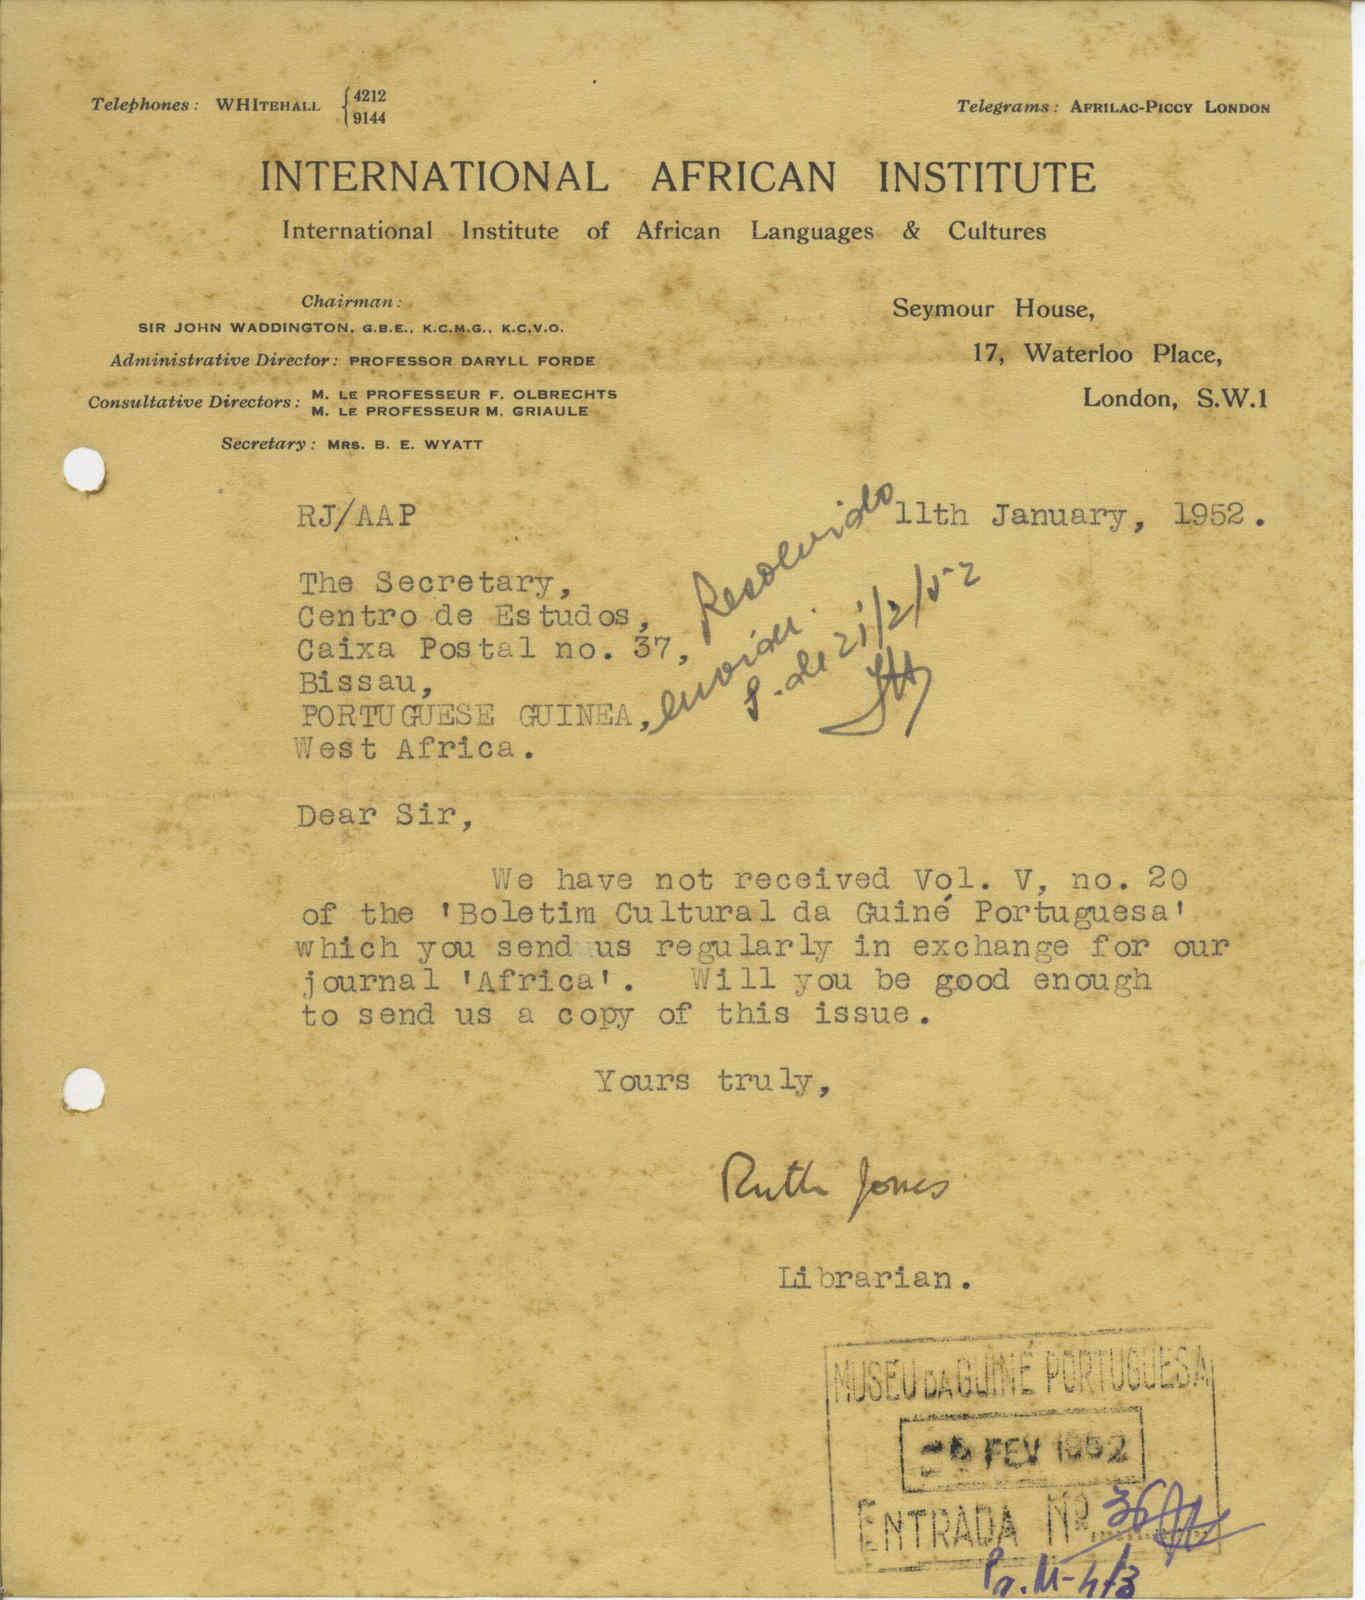 Telephones: WHITEHALL { 4212
9144
Telegrams: AFRILAC-PICCY LONDON
INTERNATIONAL AFRICAN INSTITUTE
International Institute of African Languages & Cultures
Chairman:
SIR JOHN WADDINGTON, G.B.E., K.C.M.G., K.C.V.O.
Administrative Director: PROFESSOR DARYLL FORDE
Consultative Directors: M. LE PROFESSEUR F. OLBRECHTS
M. LE PROFESSEUR M. GRIAULE
Secretary: MRS. B. E. WYATT
Seymour House,
17, Waterloo Place,
London, S.W.1
RJ/AAP
11th January, 1952.
The Secretary,
Centro de Estudos,
Caixa Postal no. 37,
Bissau,
PORTUGUESE GUINEA,
West Africa.
Resolvido
de 21/2/52
Dear Sir,
We have not received Vol. V, no. 20
of the 'Boletim Cultural da Guiné Portuguesa'
which you send us regularly in exchange for our
journal 'Africa'. Will you be good enough
to send us a copy of this issue.
Yours truly,
Ruth Jones
Librarian.
MUSEU DA GUINÉ PORTUGUESA
FEV 1952
ENTRADA Nº 36